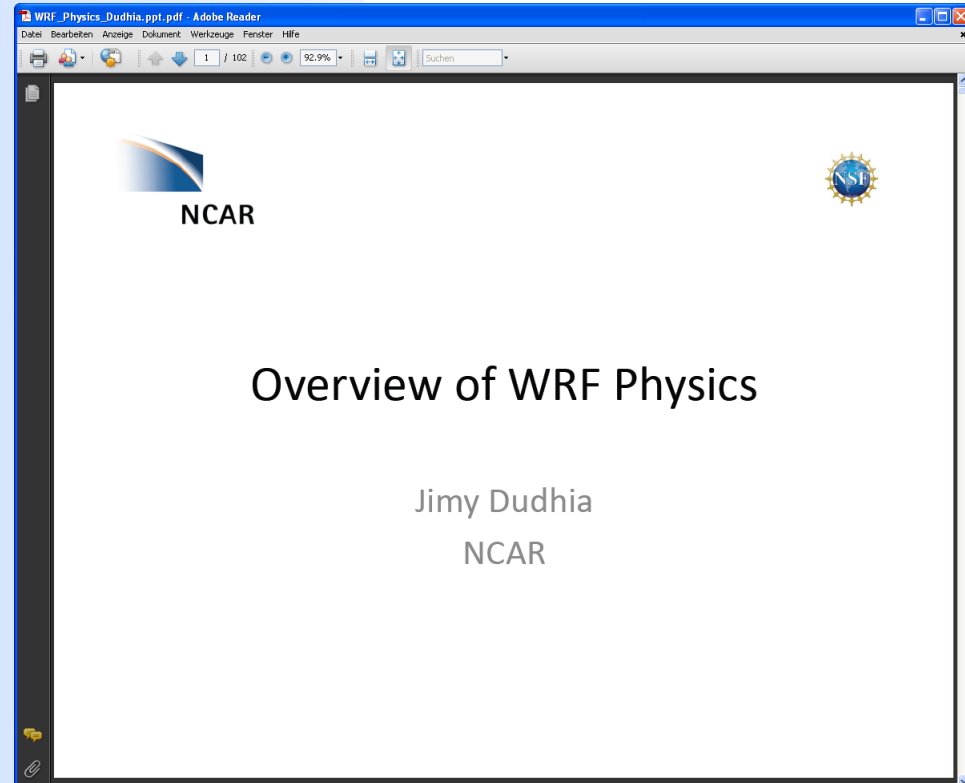 WRF_Physics_Dudhia.ppt.pdf - Adobe Reader
Datei Bearbeiten Anzeige Dokument Werkzeuge Fenster Hilfe
1 / 102 92.9% Suchen
NCAR
NSF
Overview of WRF Physics
Jimy Dudhia
NCAR